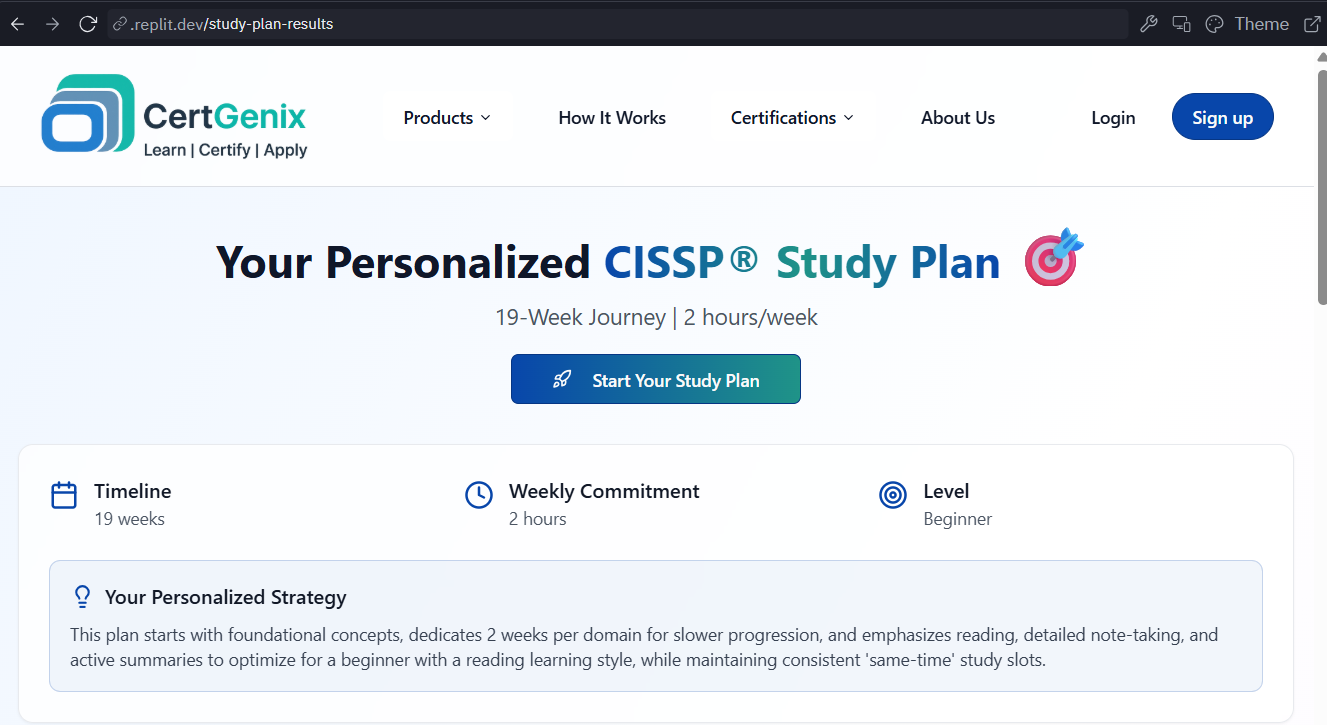 .replit.dev/study-plan-results
Theme
CertGenix
Learn | Certify | Apply
Products
How It Works
Certifications
About Us
Login
Sign up
Your Personalized CISSP® Study Plan
19-Week Journey | 2 hours/week
Start Your Study Plan
Timeline
19 weeks
Weekly Commitment
2 hours
Level
Beginner
Your Personalized Strategy
This plan starts with foundational concepts, dedicates 2 weeks per domain for slower progression, and emphasizes reading, detailed note-taking, and
active summaries to optimize for a beginner with a reading learning style, while maintaining consistent 'same-time' study slots.